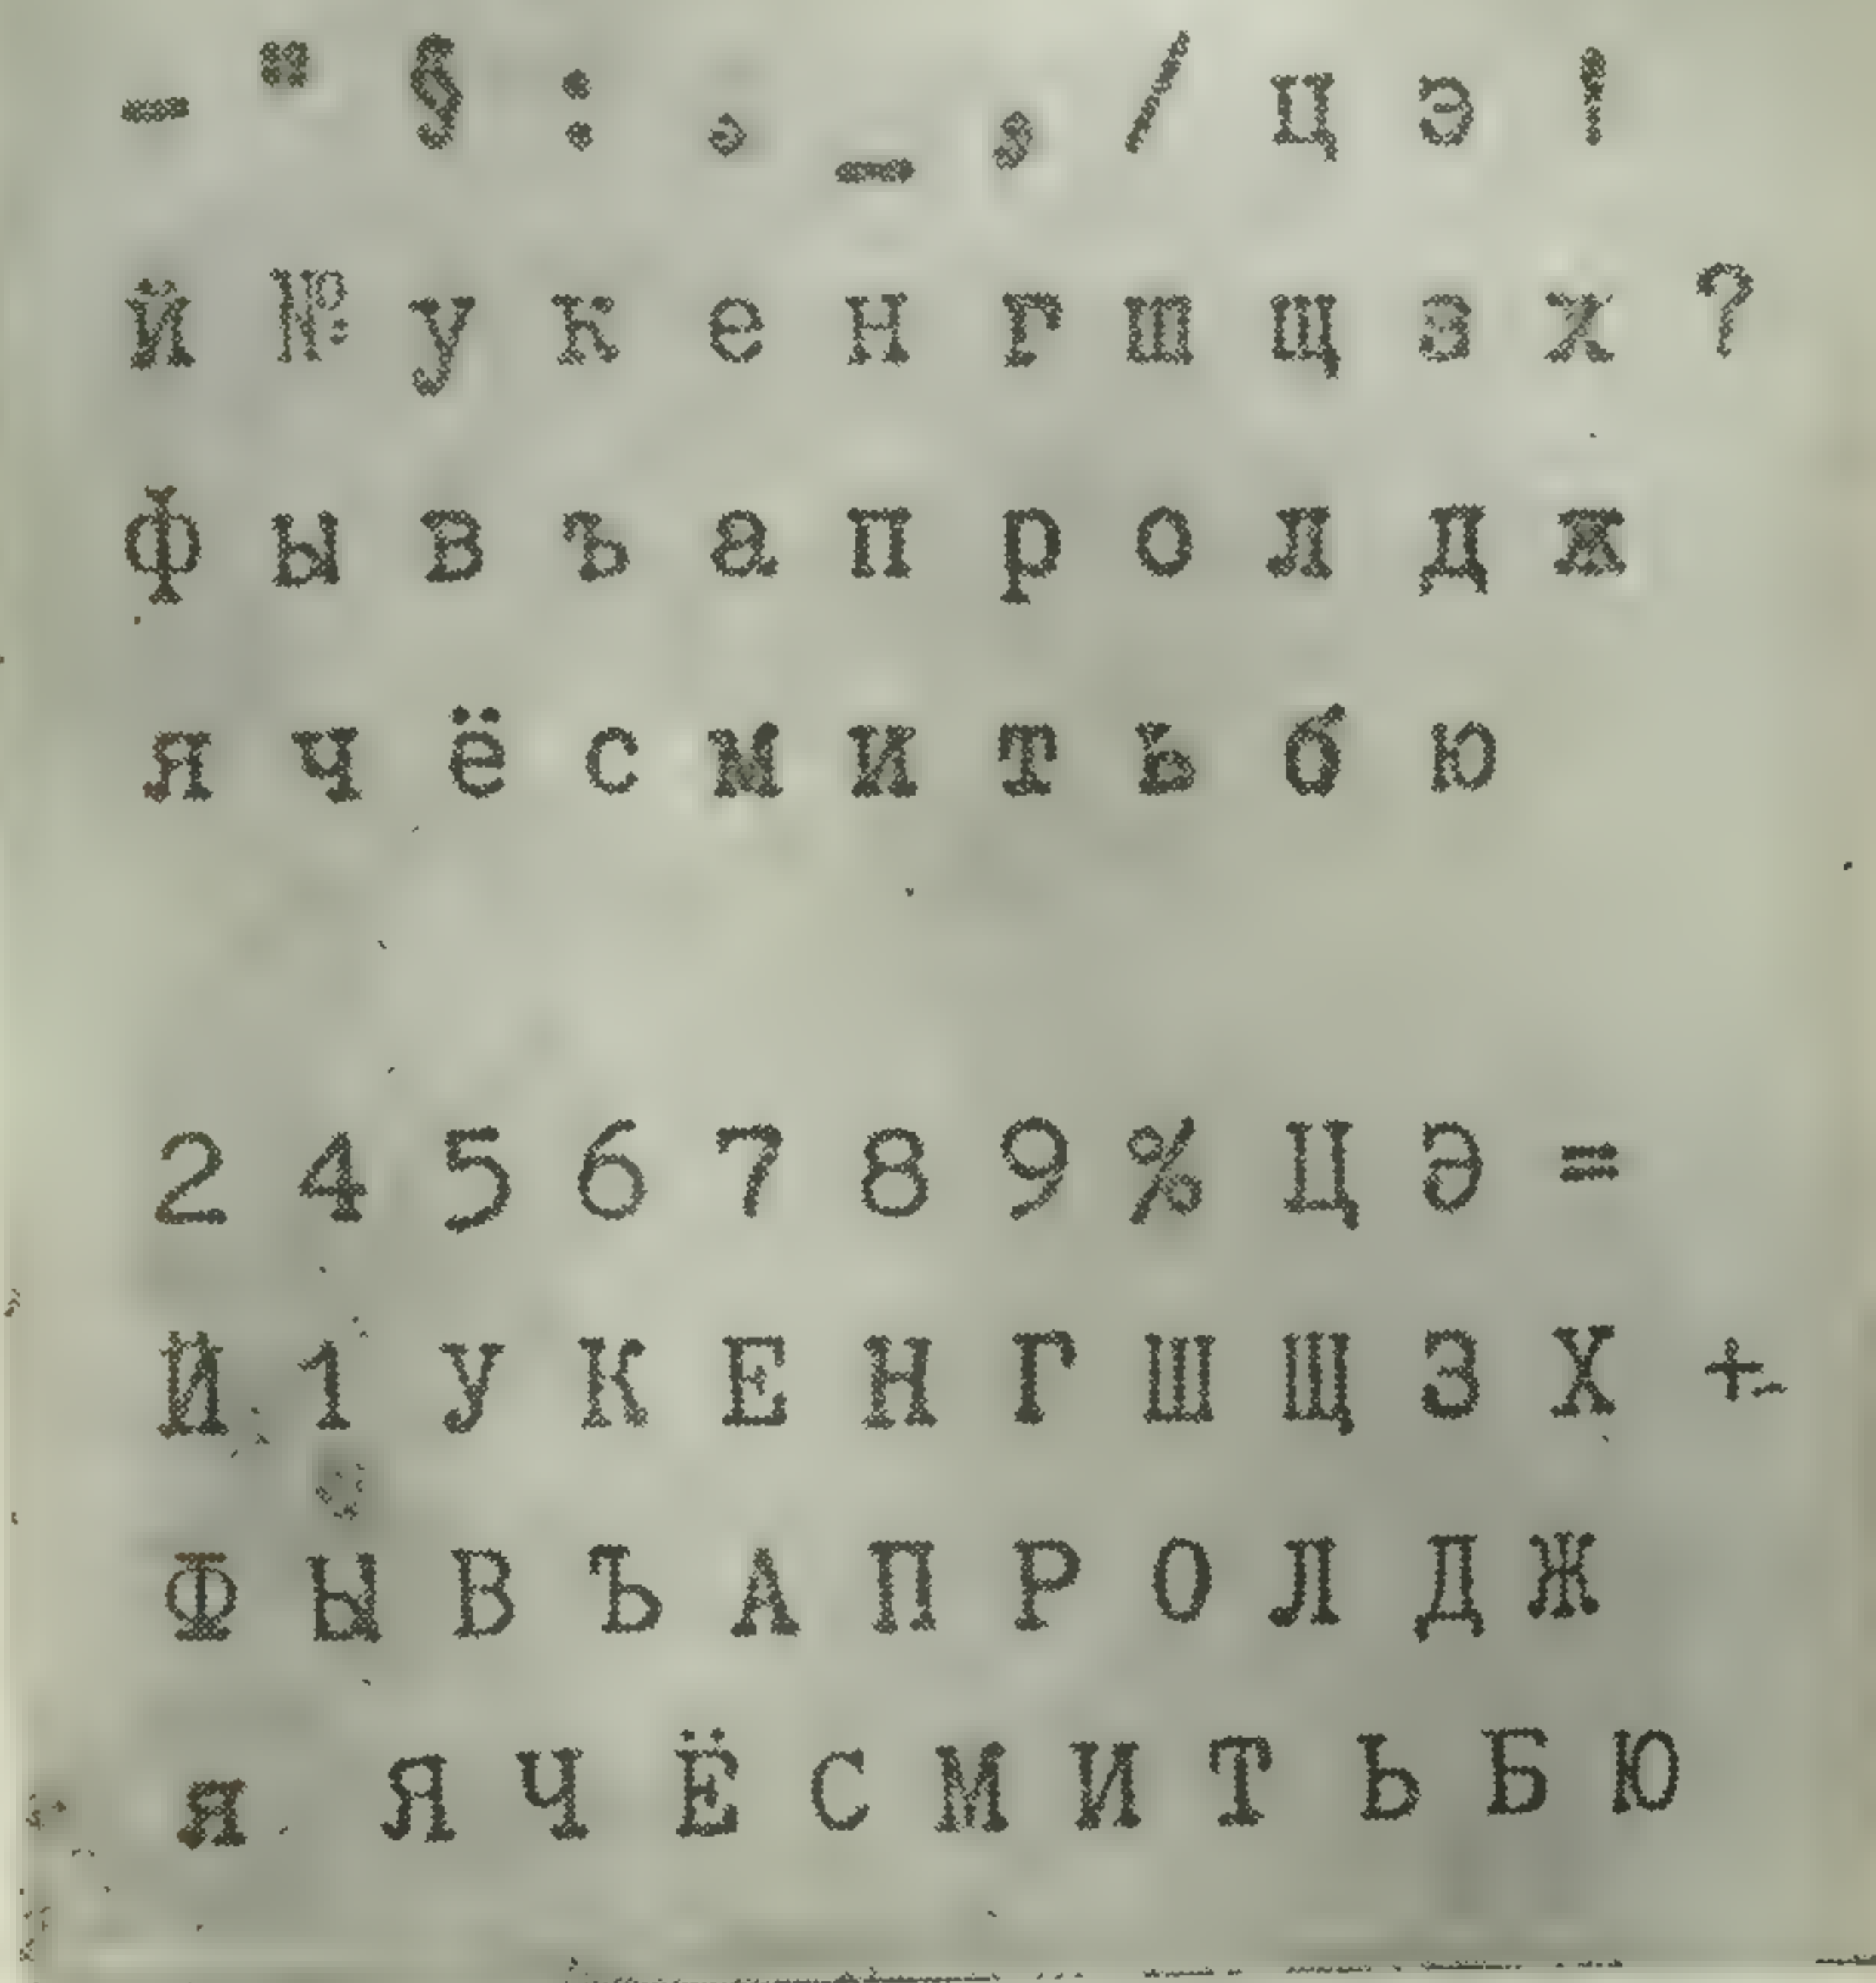 - " § : . _ , / ц э !
й № у к е н г ш щ з х ?
ф ы в ъ а п р о л д ж
я ч ё с м и т ь б ю
2 4 5 6 7 8 9 % Ц Ә =
Й 1 У К Е Н Г Ш Щ З Х +
Ф Ы В Ъ А П Р О Л Д Ж
я Я Ч Ё С М И Т Ь Б Ю